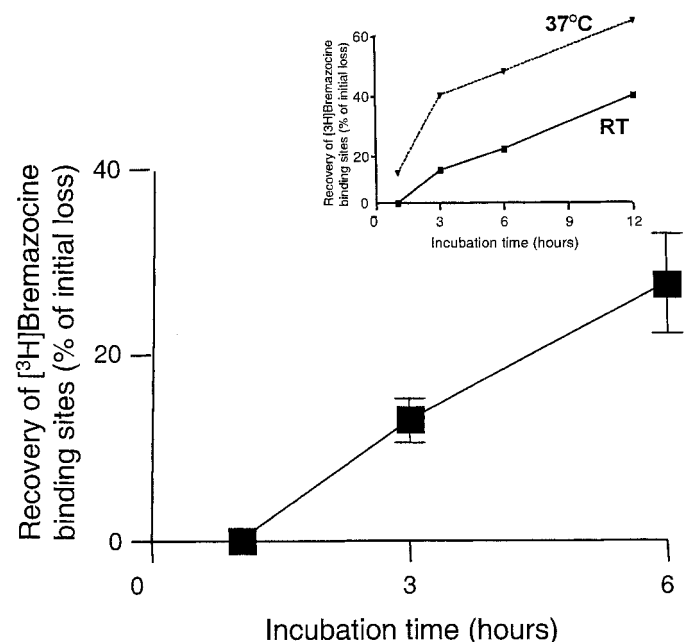 37°C
60
40
20
0
RT
0 3 6 9 12
Incubation time (hours)
Recovery of [3H]Bremazocine
binding sites (% of initial loss)
40
20
0
0 3 6
Incubation time (hours)
Recovery of [³H]Bremazocine
binding sites (% of initial loss)